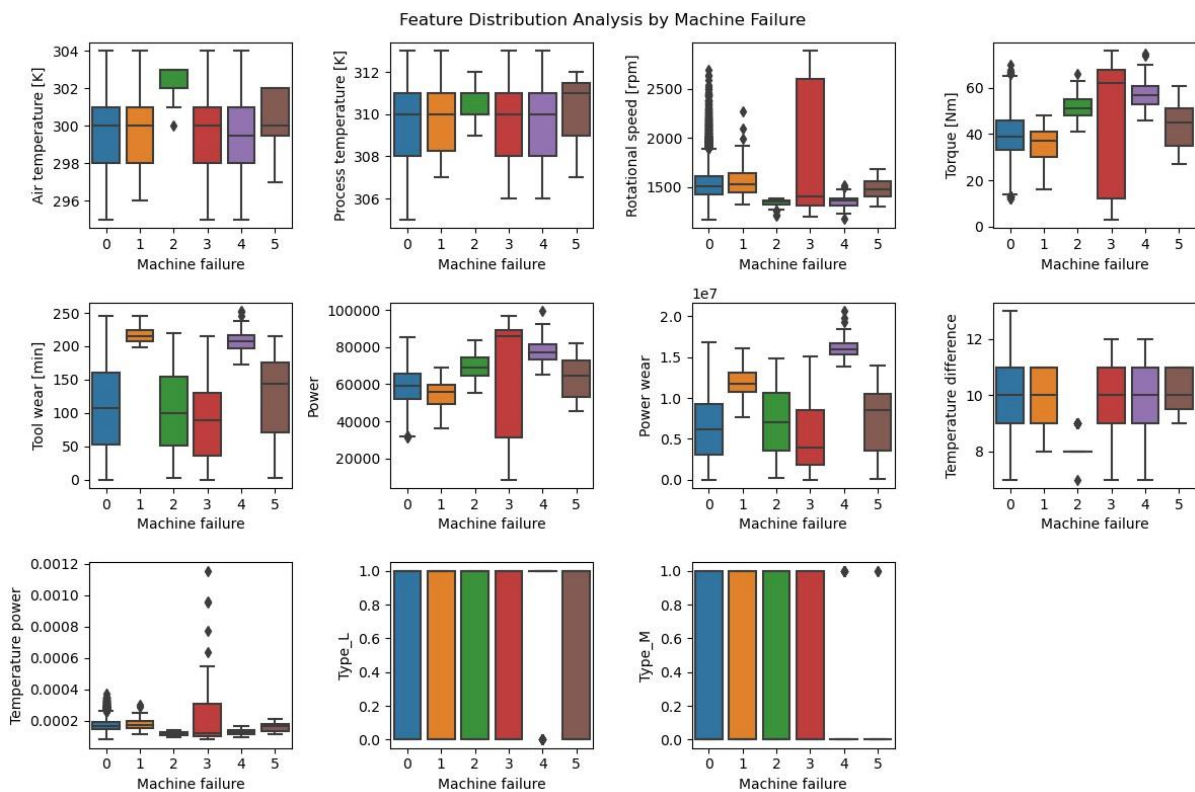 Feature Distribution Analysis by Machine Failure
Air temperature [K]
304
302
300
298
296
0 1 2 3 4 5
Machine failure
Process temperature [K]
312
310
308
306
0 1 2 3 4 5
Machine failure
Rotational speed [rpm]
2500
2000
1500
0 1 2 3 4 5
Machine failure
Torque [Nm]
60
40
20
0
0 1 2 3 4 5
Machine failure
Tool wear [min]
250
200
150
100
50
0
0 1 2 3 4 5
Machine failure
Power
100000
80000
60000
40000
20000
0 1 2 3 4 5
Machine failure
1e7
Power wear
2.0
1.5
1.0
0.5
0.0
0 1 2 3 4 5
Machine failure
Temperature difference
12
10
8
0 1 2 3 4 5
Machine failure
Temperature power
0.0012
0.0010
0.0008
0.0006
0.0004
0.0002
0 1 2 3 4 5
Machine failure
Type_L
1.0
0.8
0.6
0.4
0.2
0.0
0 1 2 3 4 5
Machine failure
Type_M
1.0
0.8
0.6
0.4
0.2
0.0
0 1 2 3 4 5
Machine failure